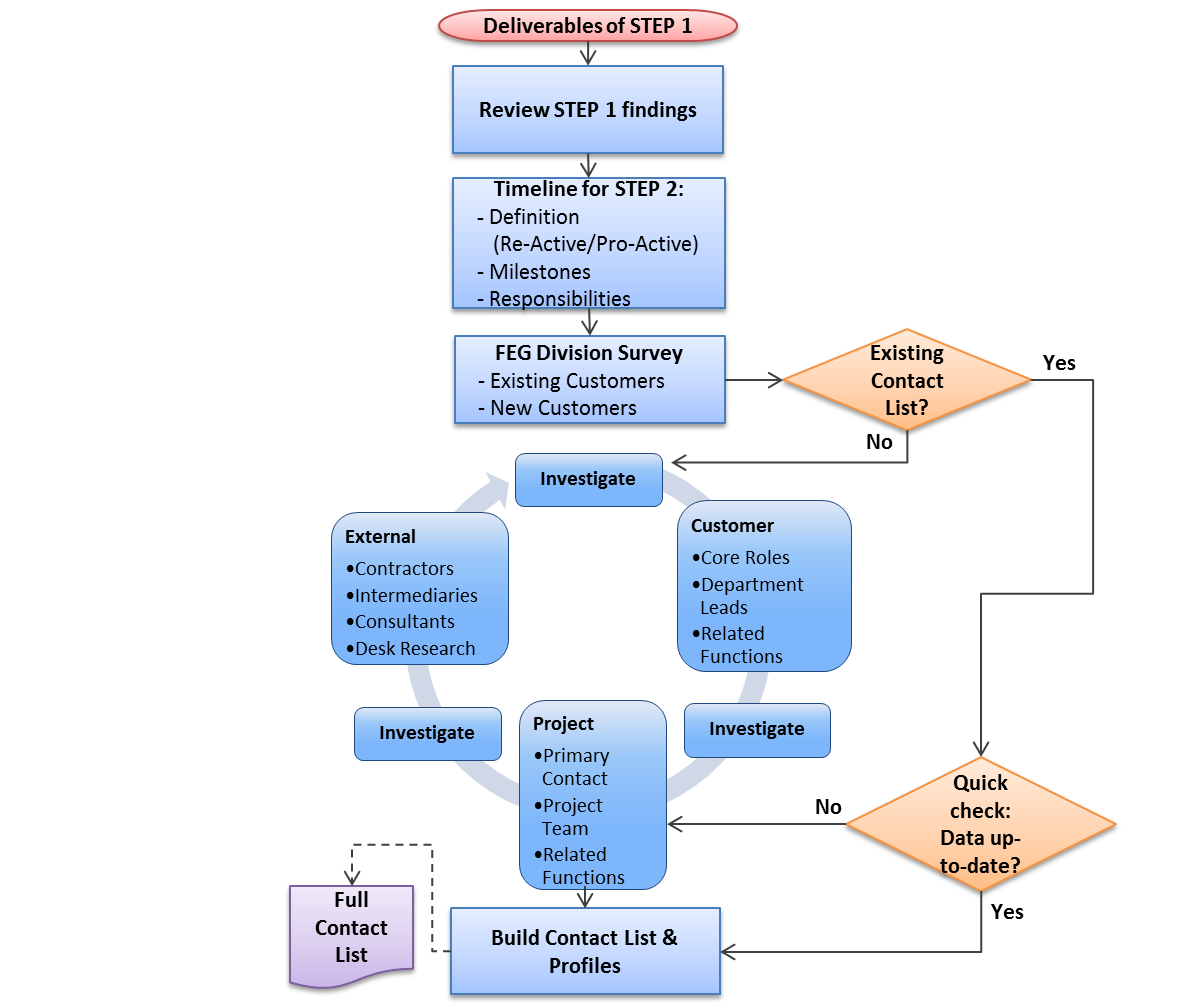 Deliverables of STEP 1
Review STEP 1 findings
Timeline for STEP 2:
- Definition
(Re-Active/Pro-Active)
- Milestones
- Responsibilities
FEG Division Survey
- Existing Customers
- New Customers
Existing
Contact
List?
Yes
No
Investigate
External
•Contractors
•Intermediaries
•Consultants
•Desk Research
Customer
•Core Roles
•Department
Leads
•Related
Functions
Investigate
Project
•Primary
Contact
•Project
Team
•Related
Functions
Investigate
No
Quick
check:
Data up-
to-date?
Yes
Full
Contact
List
Build Contact List &
Profiles